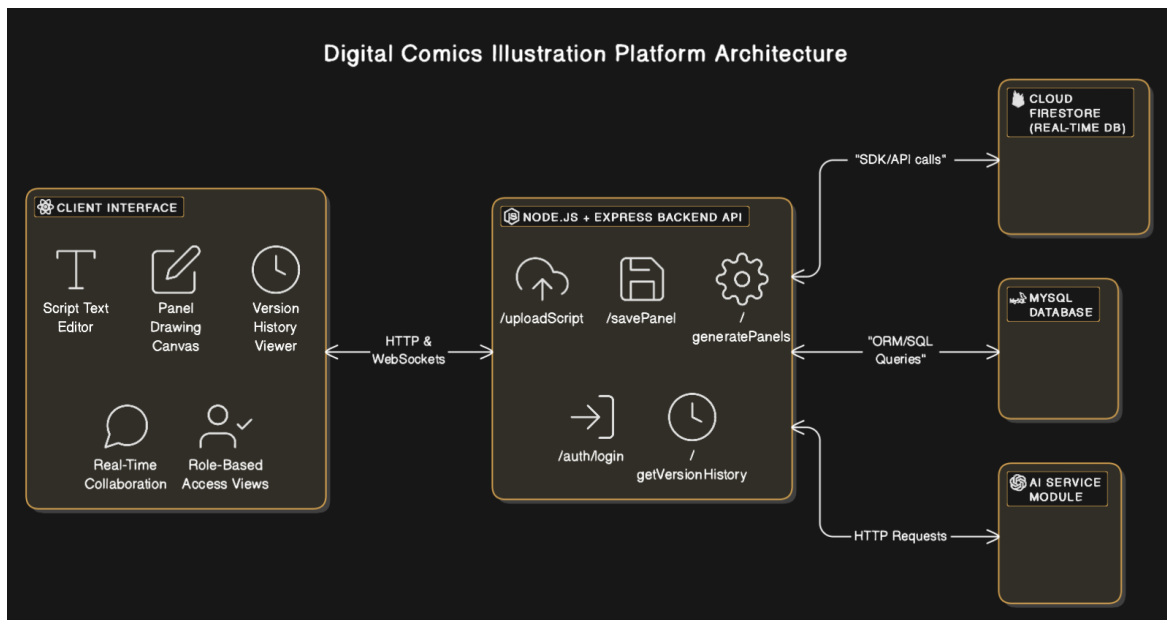 Digital Comics Illustration Platform Architecture
CLOUD
FIRESTORE
(REAL-TIME DB)
"SDK/API calls"
CLIENT INTERFACE
Script Text
Editor
Panel
Drawing
Canvas
Version
History
Viewer
Real-Time
Collaboration
Role-Based
Access Views
HTTP &
WebSockets
JS
NODE.JS + EXPRESS BACKEND API
/uploadScript
/savePanel
/
generatePanels
/auth/login
/
getVersionHistory
"ORM/SQL
Queries"
MySQL
MYSQL
DATABASE
HTTP Requests
AI SERVICE
MODULE